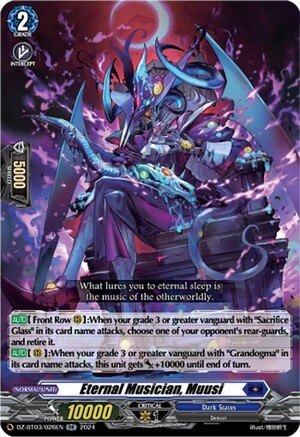 2
GRADE
INTERCEPT
5000
SHIELD
What lures you to eternal sleep is
the music of the otherworldly.
AUTO [Front Row]:When your grade 3 or greater vanguard with "Sacrifice
Glass" in its card name attacks, choose one of your opponent's rear-guards,
and retire it.
AUTO:When your grade 3 or greater vanguard with "Grandogma" in
its card name attacks, this unit gets +10000 until end of turn.
NORMAL UNIT
Eternal Musician, Muusi
DZ-BT03/026EN RR 2024
POWER 10000
CRITICAL
1
Dark States
Demon